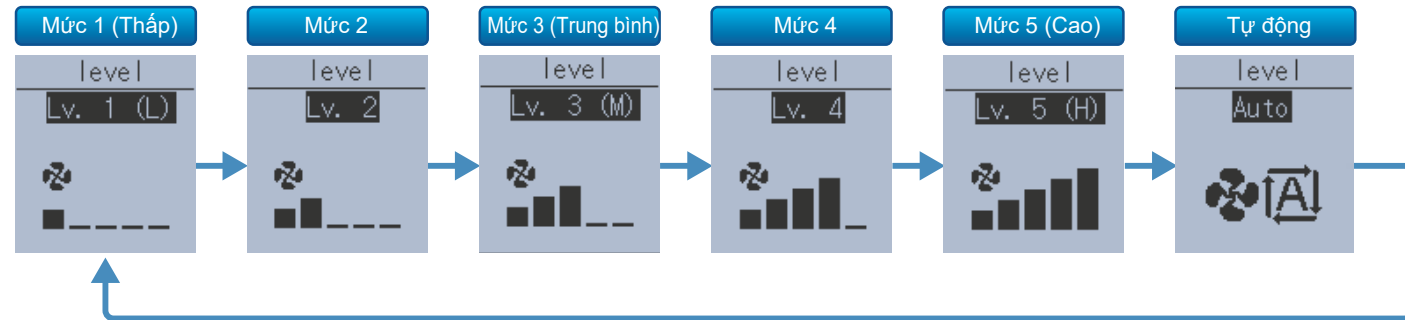 Mức 1 (Thấp)
Mức 2
Mức 3 (Trung bình)
Mức 4
Mức 5 (Cao)
Tự động
level
level
level
level
level
level
Lv. 1 (L)
Lv. 2
Lv. 3 (M)
Lv. 4
Lv. 5 (H)
Auto
A